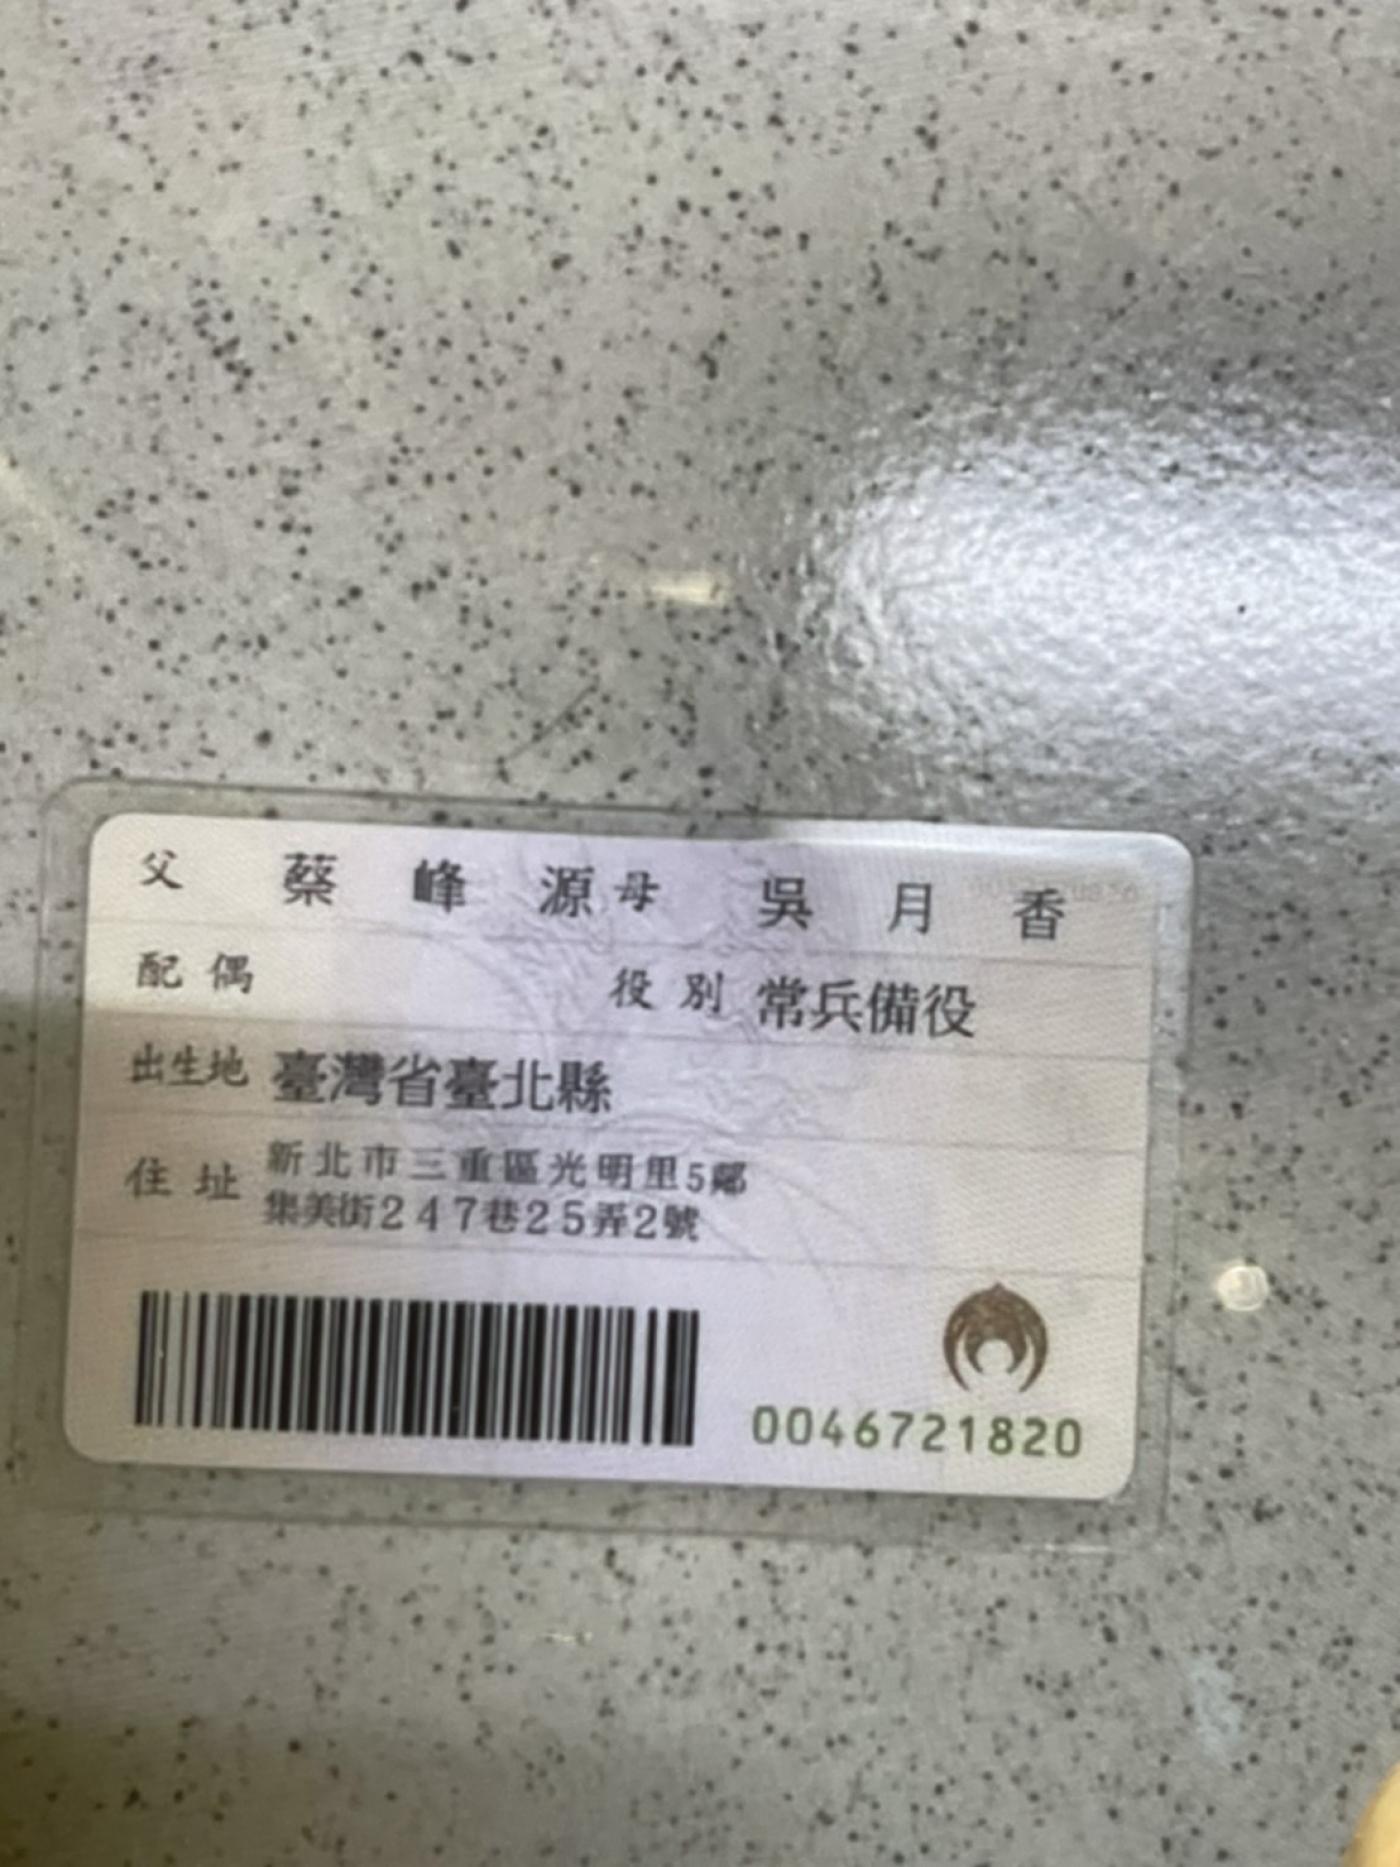 父 蔡峰源 母 吳月香
配偶 役別 常兵備役
出生地 臺灣省臺北縣
住址 新北市三重區光明里5鄰
集美街247巷25弄2號
0046721820